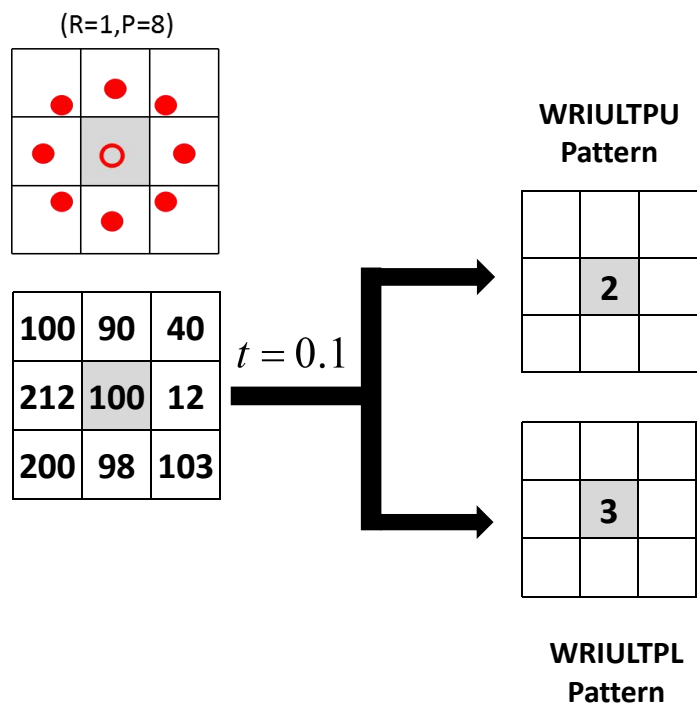 (R=1,P=8)
WRIULTPU
Pattern
2
100 90 40
212 100 12
200 98 103
t = 0.1
3
WRIULTPL
Pattern